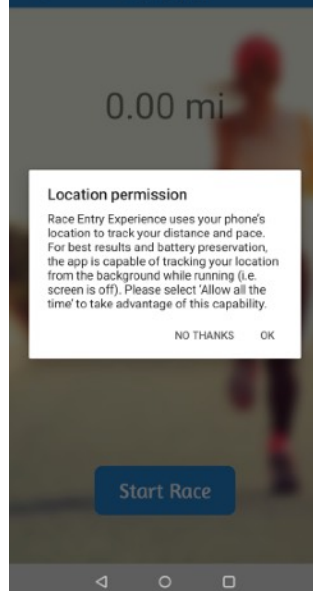 0.00 mi
Location permission
Race Entry Experience uses your phone's
location to track your distance and pace.
For best results and battery preservation,
the app is capable of tracking your location
from the background while running (i.e.
screen is off). Please select 'Allow all the
time' to take advantage of this capability.
NO THANKS OK
Start Race